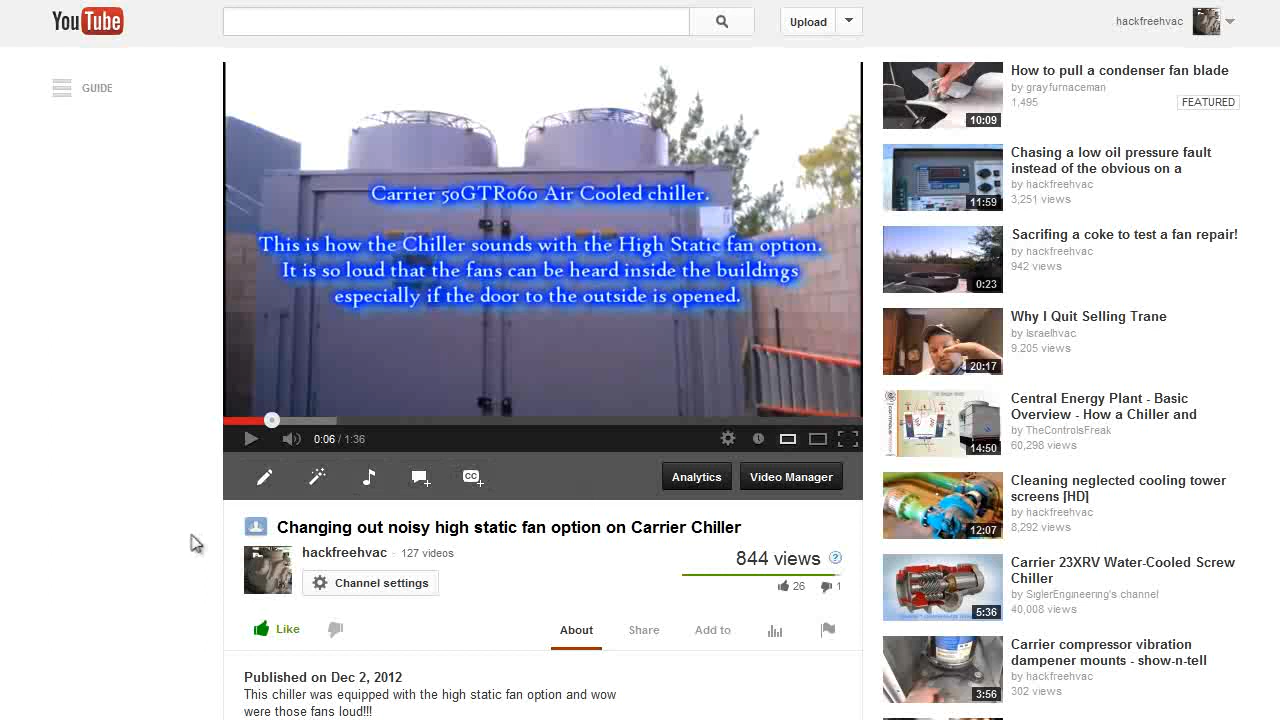 YouTube
Upload
hackfreehvac
GUIDE
Carrier 50GTR060 Air Cooled chiller.
This is how the Chiller sounds with the High Static fan option.
It is so loud that the fans can be heard inside the buildings
especially if the door to the outside is opened.
0:06 / 1:36
Analytics
Video Manager
CC
Changing out noisy high static fan option on Carrier Chiller
hackfreehvac · 127 videos
Channel settings
844 views
26
1
Like
About
Share
Add to
Published on Dec 2, 2012
This chiller was equipped with the high static fan option and wow
were those fans loud!!!
How to pull a condenser fan blade
by grayfurnaceman
1,495
FEATURED
10:09
Chasing a low oil pressure fault
instead of the obvious on a
by hackfreehvac
3,251 views
11:59
Sacrifing a coke to test a fan repair!
by hackfreehvac
942 views
0:23
Why I Quit Selling Trane
by Israelhvac
9,205 views
20:17
Central Energy Plant - Basic
Overview - How a Chiller and
by TheControlsFreak
60,298 views
14:50
Cleaning neglected cooling tower
screens [HD]
by hackfreehvac
8,292 views
12:07
Carrier 23XRV Water-Cooled Screw
Chiller
by SiglerEngineering's channel
40,008 views
5:36
Carrier compressor vibration
dampener mounts - show-n-tell
by hackfreehvac
302 views
3:56